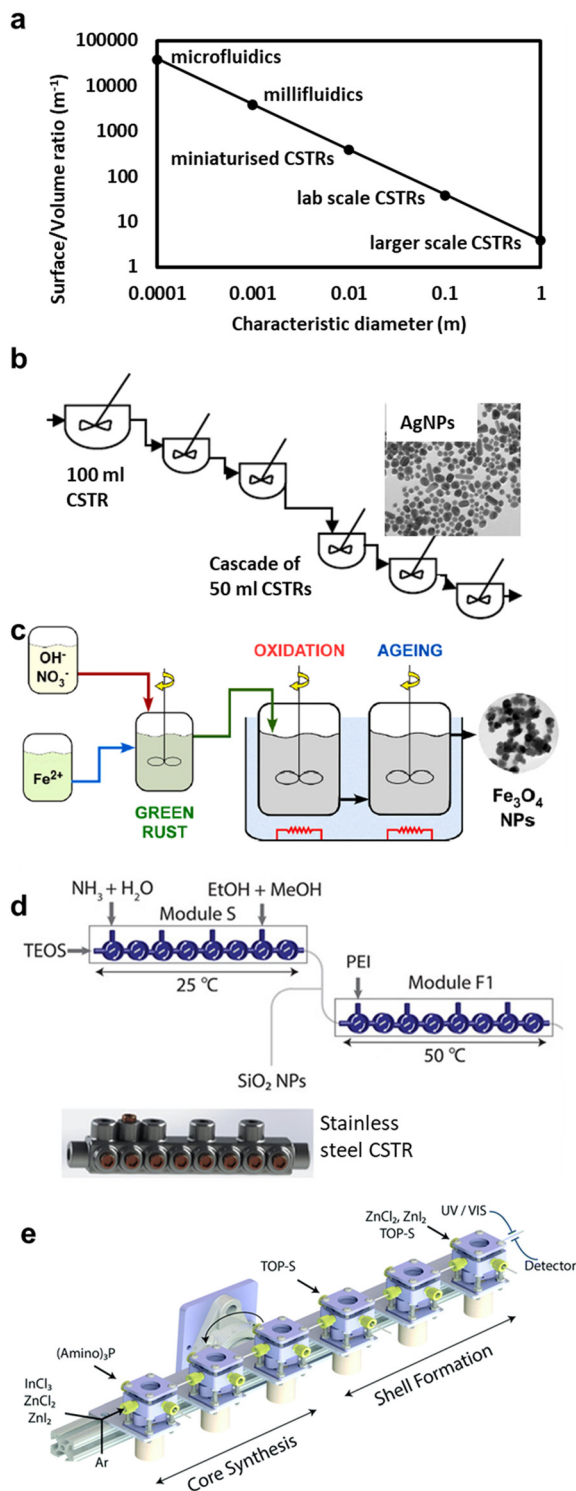 a
Surface/Volume ratio (m⁻¹)
100000
10000
1000
100
10
1
microfluidics
millifluidics
miniaturised CSTRs
lab scale CSTRs
larger scale CSTRs
0.0001
0.001
0.01
0.1
1
Characteristic diameter (m)
b
100 ml
CSTR
AgNPs
Cascade of
50 ml CSTRs
c
OH⁻
NO₃⁻
Fe²⁺
GREEN
RUST
OXIDATION
AGEING
Fe₃O₄
NPs
d
NH₃ + H₂O
EtOH + MeOH
Module S
TEOS
25 °C
PEI
Module F1
50 °C
SiO₂ NPs
Stainless
steel CSTR
e
ZnCl₂, ZnI₂
TOP-S
UV / VIS
Detector
TOP-S
(Amino)₃P
InCl₃
ZnCl₂
ZnI₂
Ar
Core Synthesis
Shell Formation